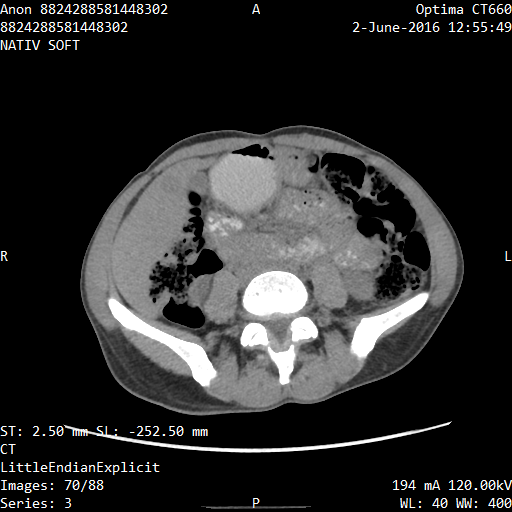 Anon 8824288581448302
8824288581448302
NATIV SOFT
A
Optima CT660
2-June-2016 12:55:49
R
L
ST: 2.50 mm SL: -252.50 mm
CT
LittleEndianExplicit
Images: 70/88
Series: 3
P
194 mA 120.00kV
WL: 40 WW: 400